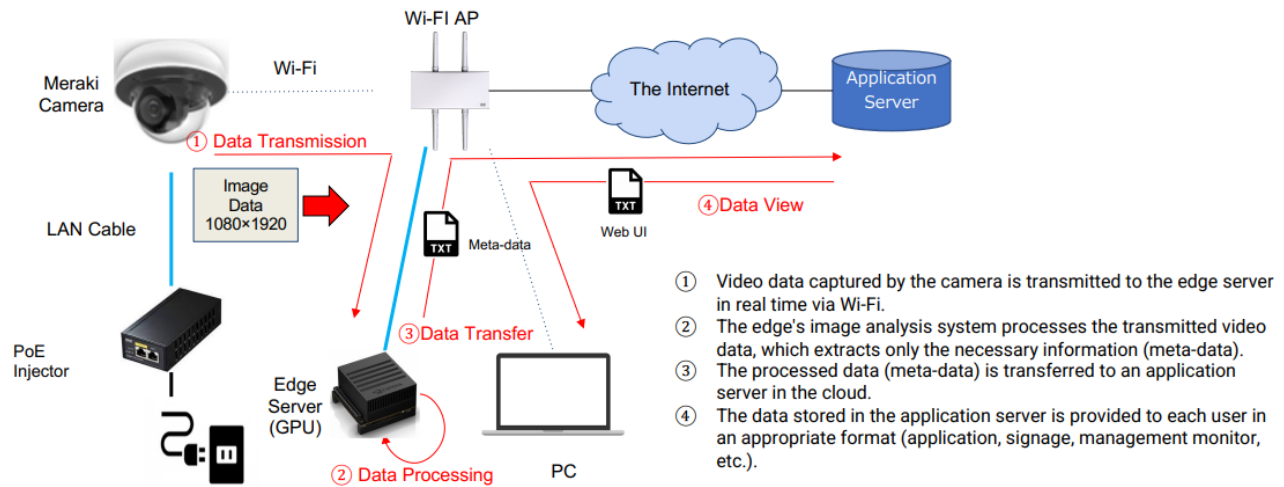 Wi-FI AP
Meraki
Camera
Wi-Fi
The Internet
Application
Server
① Data Transmission
Image
Data
1080×1920
LAN Cable
TXT
Meta-data
TXT
Web UI
④Data View
③Data Transfer
PoE
Injector
Edge
Server
(GPU)
② Data Processing
PC
① Video data captured by the camera is transmitted to the edge server
in real time via Wi-Fi.
② The edge's image analysis system processes the transmitted video
data, which extracts only the necessary information (meta-data).
③ The processed data (meta-data) is transferred to an application
server in the cloud.
④ The data stored in the application server is provided to each user in
an appropriate format (application, signage, management monitor,
etc.).